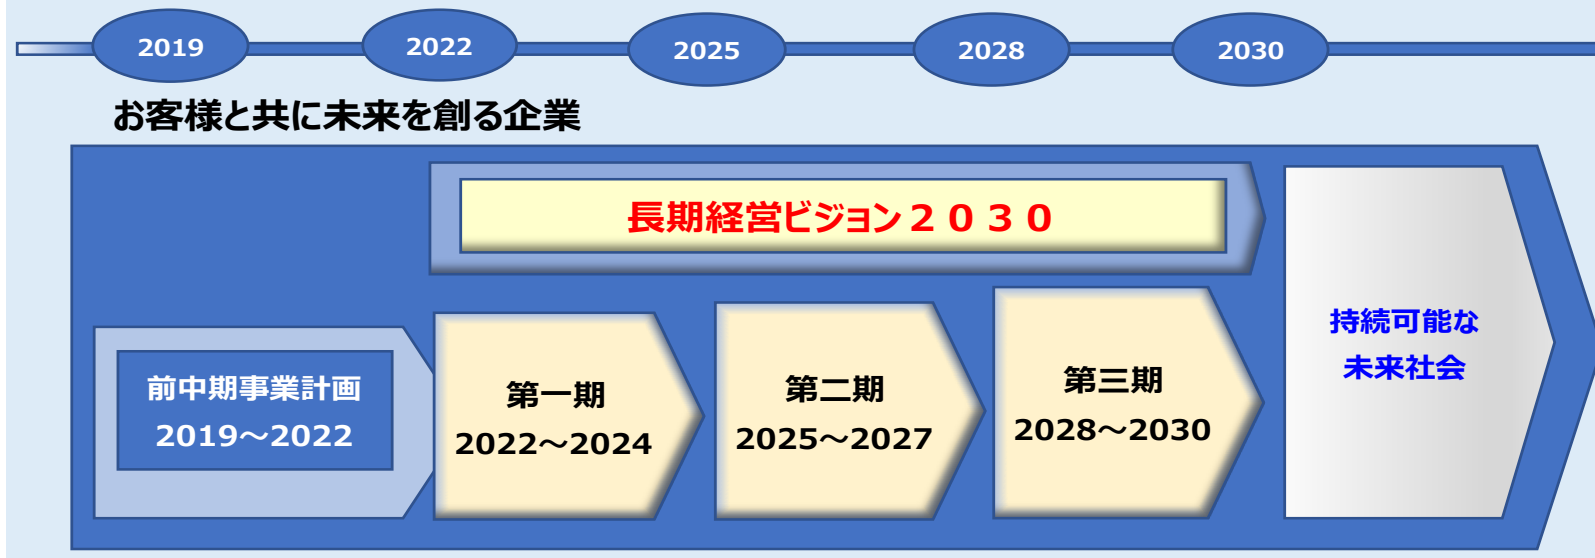 2019
2022
2025
2028
2030
お客様と共に未来を創る企業
長期経営ビジョン２０３０
前中期事業計画
2019～2022
第一期
2022～2024
第二期
2025～2027
第三期
2028～2030
持続可能な
未来社会